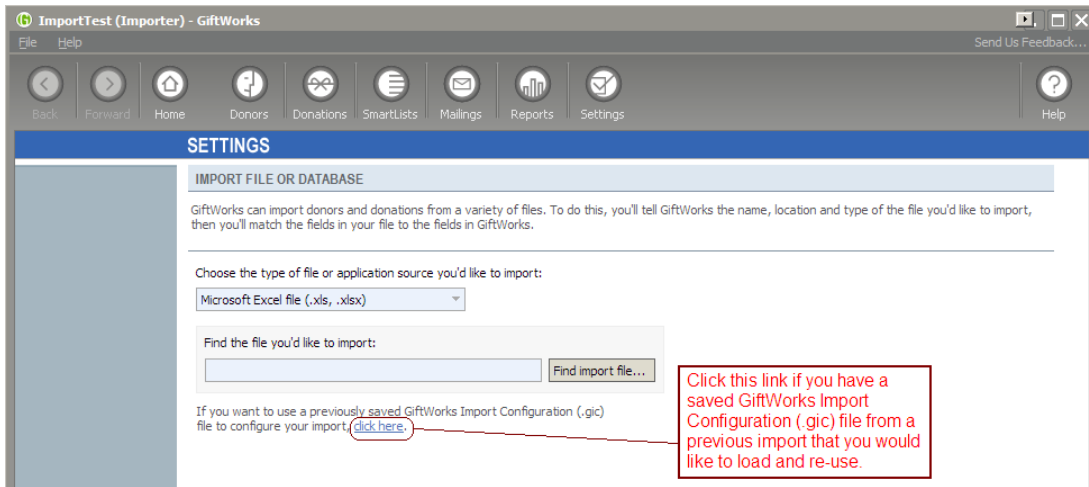 ImportTest (Importer) - GiftWorks
File Help Send Us Feedback...
Back Forward Home Donors Donations SmartLists Mailings Reports Settings Help
SETTINGS
IMPORT FILE OR DATABASE
GiftWorks can import donors and donations from a variety of files. To do this, you'll tell GiftWorks the name, location and type of the file you'd like to import,
then you'll match the fields in your file to the fields in GiftWorks.
Choose the type of file or application source you'd like to import:
Microsoft Excel file (.xls, .xlsx)
Find the file you'd like to import:
Find import file...
If you want to use a previously saved GiftWorks Import Configuration (.gic)
file to configure your import, click here.
Click this link if you have a
saved GiftWorks Import
Configuration (.gic) file from a
previous import that you would
like to load and re-use.